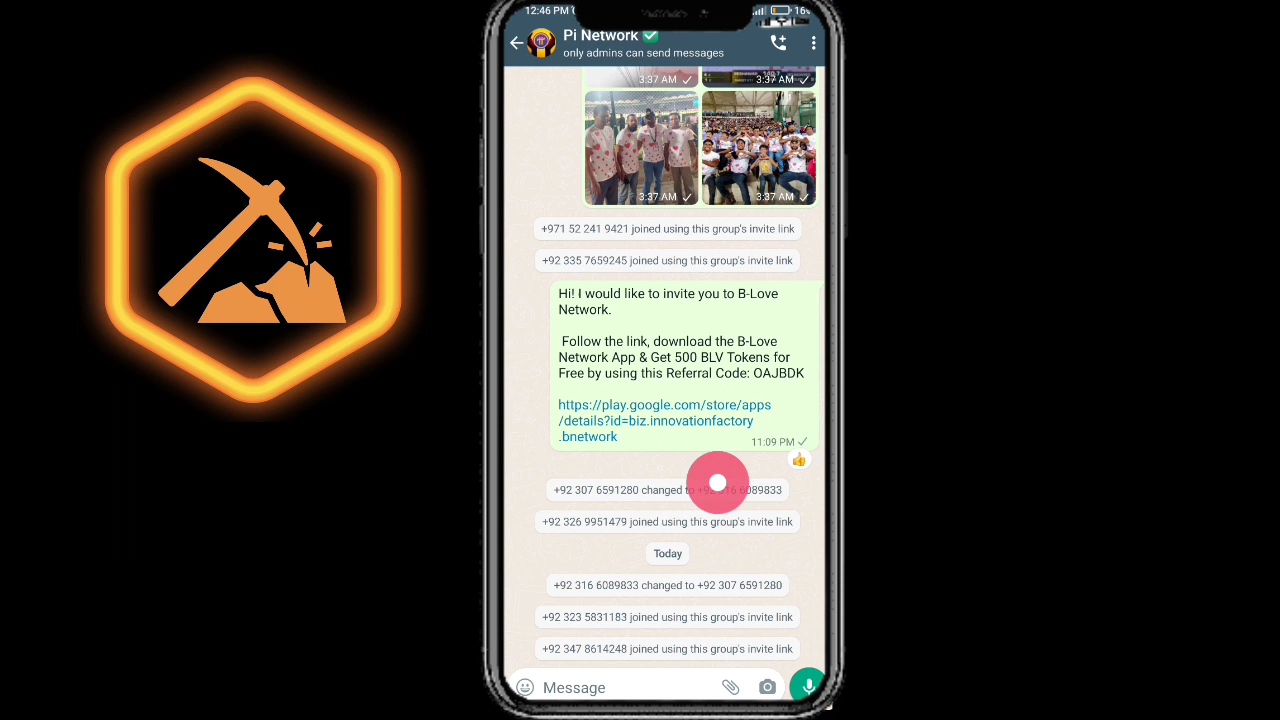 12:46 PM
16%
Pi Network
only admins can send messages
3:37 AM
3:37 AM
3:37 AM
3:37 AM
+971 52 241 9421 joined using this group's invite link
+92 335 7659245 joined using this group's invite link
Hi! I would like to invite you to B-Love
Network.
Follow the link, download the B-Love
Network App & Get 500 BLV Tokens for
Free by using this Referral Code: OAJBDK
https://play.google.com/store/apps
/details?id=biz.innovationfactory
.bnetwork
11:09 PM
+92 307 6591280 changed to +92 316 6089833
+92 326 9951479 joined using this group's invite link
Today
+92 316 6089833 changed to +92 307 6591280
+92 323 5831183 joined using this group's invite link
+92 347 8614248 joined using this group's invite link
Message